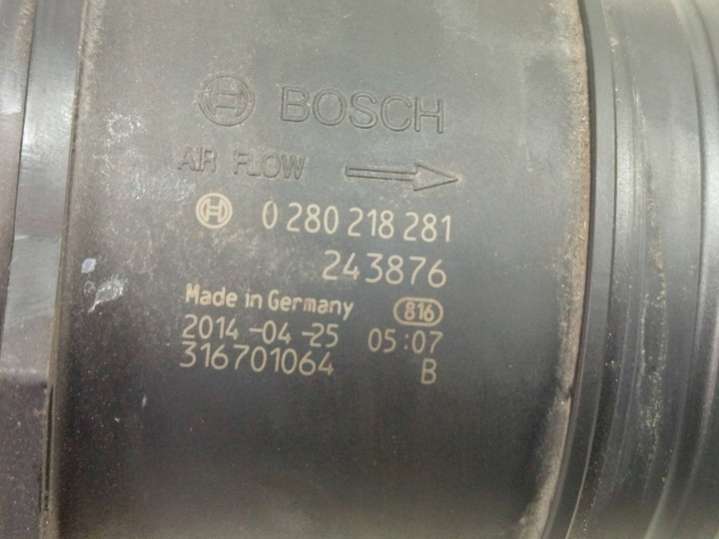 BOSCH
AIR FLOW
0 280 218 281
243876
Made in Germany 816
2014-04-25 05:07
316701064 B